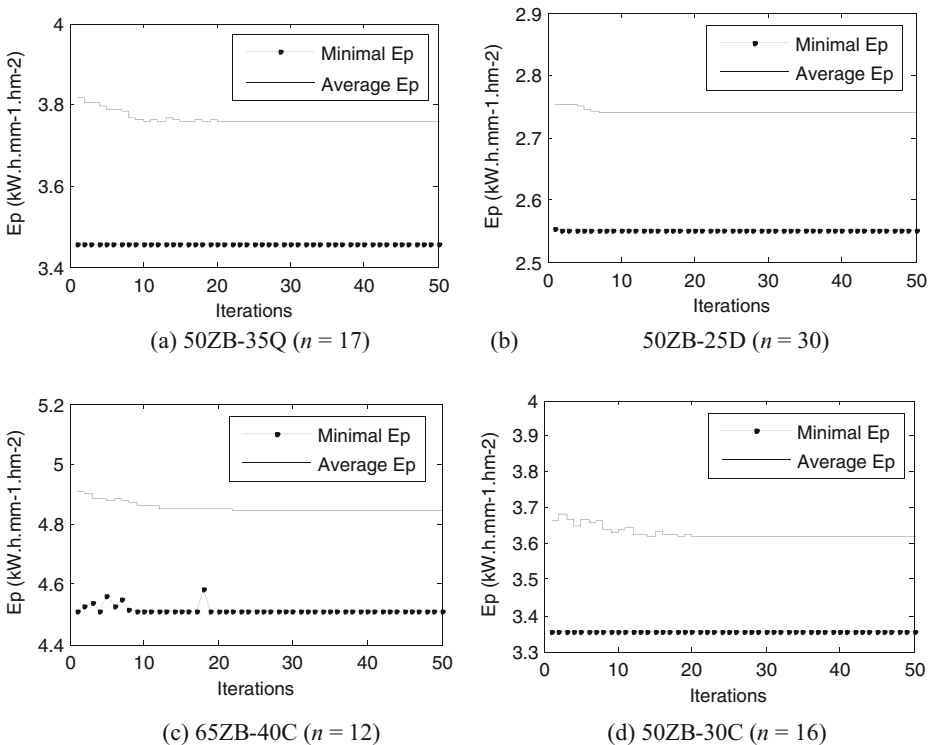 4
3.8
3.6
3.4
Ep (kW.h.mm-1.hm-2)
Minimal Ep
Average Ep
0 10 20 30 40 50
Iterations
(a) 50ZB-35Q (n = 17)
2.9
2.8
2.7
2.6
2.5
Ep (kW.h.mm-1.hm-2)
Minimal Ep
Average Ep
0 10 20 30 40 50
Iterations
(b) 50ZB-25D (n = 30)
5.2
5
4.8
4.6
4.4
Ep (kW.h.mm-1.hm-2)
Minimal Ep
Average Ep
0 10 20 30 40 50
Iterations
(c) 65ZB-40C (n = 12)
4
3.9
3.8
3.7
3.6
3.5
3.4
3.3
Ep (kW.h.mm-1.hm-2)
Minimal Ep
Average Ep
0 10 20 30 40 50
Iterations
(d) 50ZB-30C (n = 16)